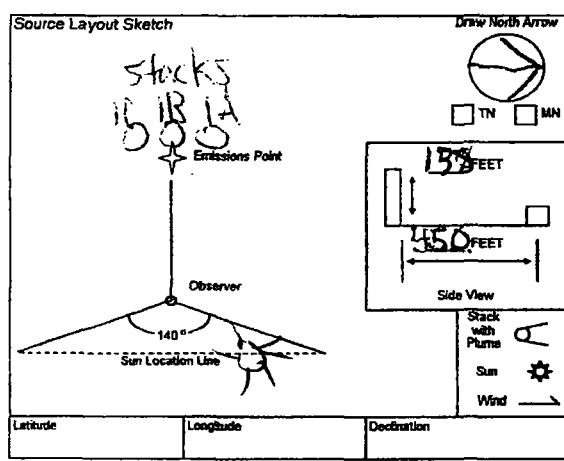 Source Layout Sketch
Draw North Arrow
Stacks
1B 1A
TN MN
Emissions Point
FEET
450 FEET
Observer
Side View
140°
Sun Location Line
Stack
with
Plume
Sun
Wind
Latitude
Longitude
Declination